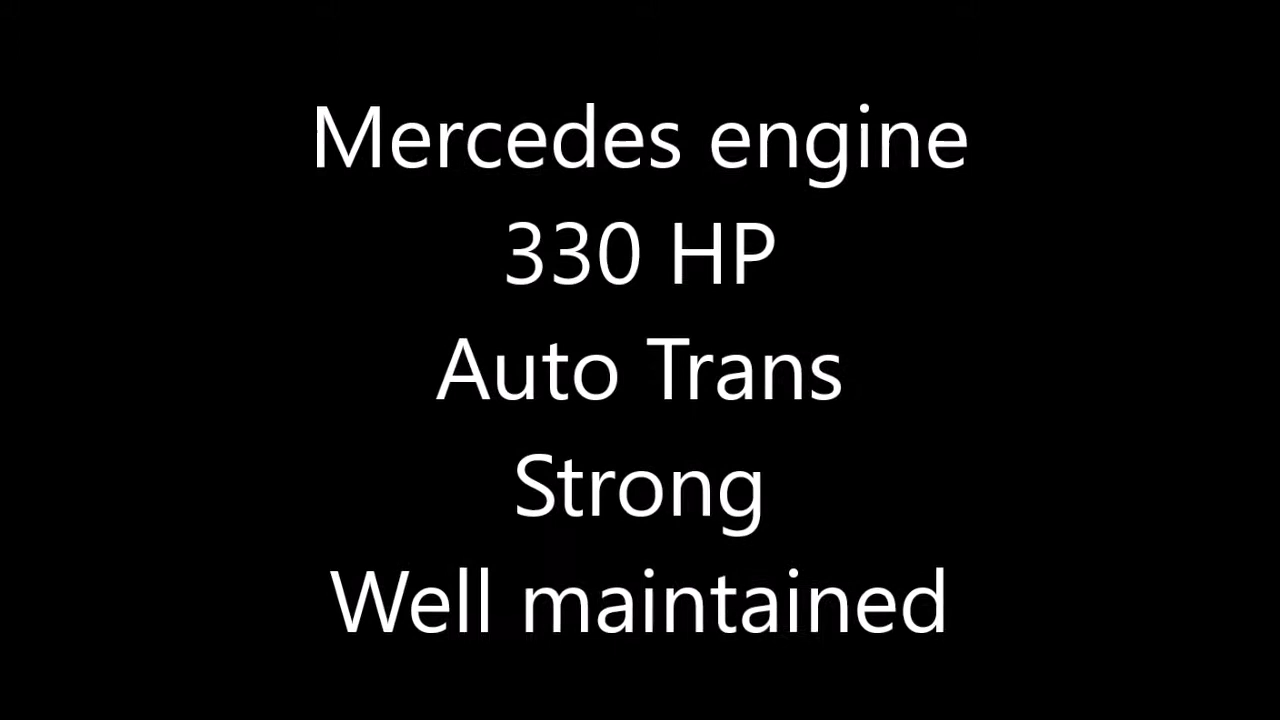 Mercedes engine
330 HP
Auto Trans
Strong
Well maintained